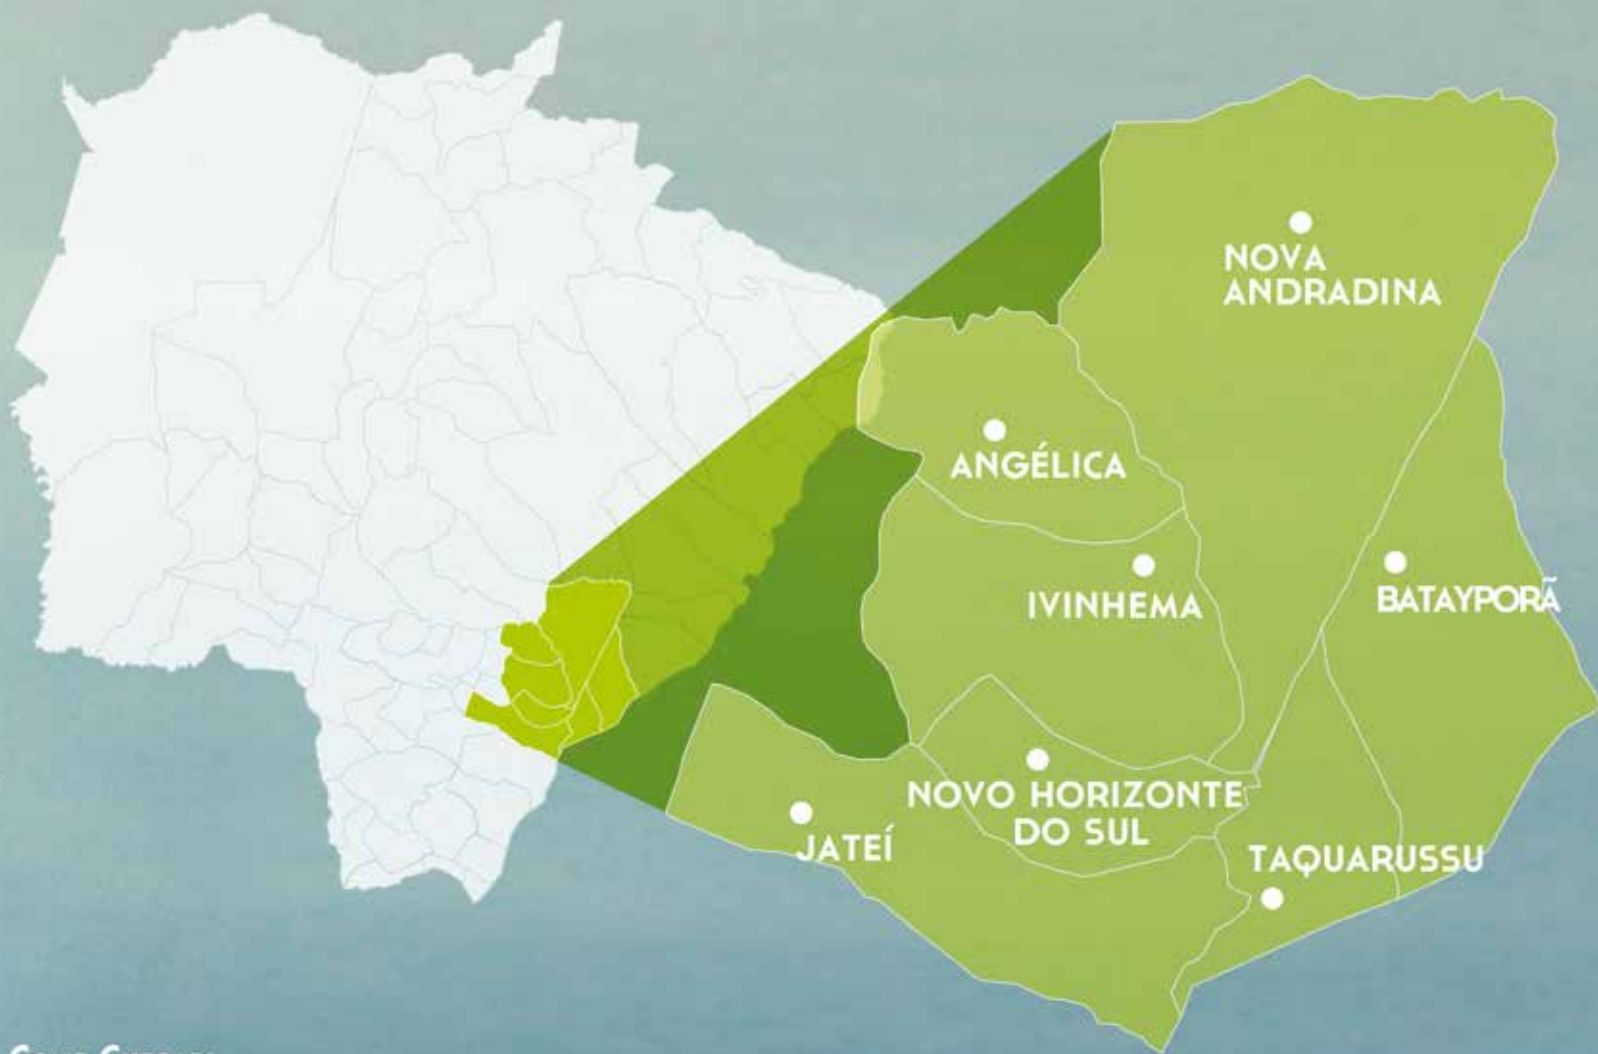 NOVA
ANDRADINA
ANGÉLICA
IVINHEMA
BATAYPORÃ
NOVO HORIZONTE
DO SUL
JATEÍ
TAQUARUSSU